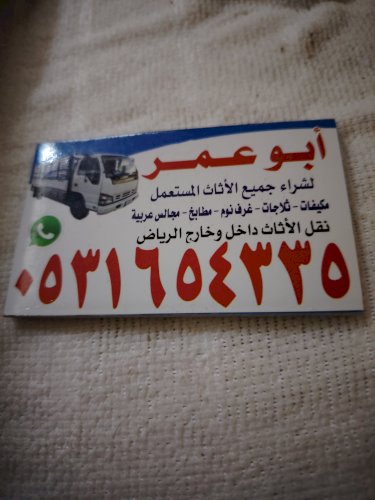 أبو عمر
لشراء جميع الأثاث المستعمل
مكيفات - ثلاجات - غرف نوم - مطابخ - مجالس عربية
نقل الأثاث داخل وخارج الرياض
٠٥٣١٦٥٤٣٣٥